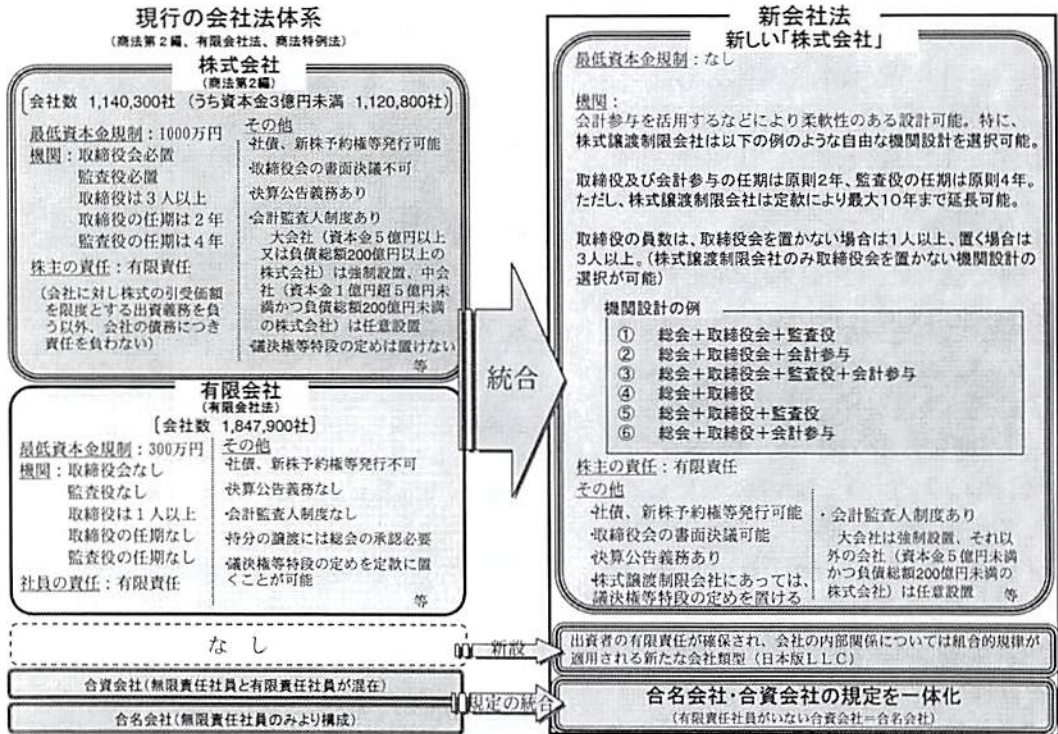 現行の会社法体系
(商法第2編、有限会社法、商法特例法)
株式会社
(商法第2編)
〔会社数 1,140,300社 (うち資本金3億円未満 1,120,800社)〕
最低資本金規制:1000万円
機関:取締役会必置
監査役必置
取締役は3人以上
取締役の任期は2年
監査役の任期は4年
株主の責任:有限責任
(会社に対し株式の引受価額
を限度とする出資義務を負
う以外、会社の債務につき
責任を負わない)
その他
・社債、新株予約権等発行可能
・取締役会の書面決議不可
・決算公告義務あり
・会計監査人制度あり
大会社(資本金5億円以上
又は負債総額200億円以上の
株式会社)は強制設置、中会
社(資本金1億円超5億円未
満かつ負債総額200億円未満
の株式会社)は任意設置
・議決権等特段の定めは置けない
等
有限会社
(有限会社法)
〔会社数 1,847,900社〕
最低資本金規制:300万円
機関:取締役会なし
監査役なし
取締役は1人以上
取締役の任期なし
監査役の任期なし
社員の責任:有限責任
その他
・社債、新株予約権等発行不可
・決算公告義務なし
・会計監査人制度なし
・持分の譲渡には総会の承認必要
・議決権等特段の定めを定款に置
くことが可能
等
なし
合資会社(無限責任社員と有限責任社員が混在)
合名会社(無限責任社員のみより構成)
統合
新設
規定の統合
新会社法
新しい「株式会社」
最低資本金規制:なし
機関:
会計参与を活用するなどにより柔軟性のある設計可能。特に、
株式譲渡制限会社は以下の例のような自由な機関設計を選択可能。
取締役及び会計参与の任期は原則2年、監査役の任期は原則4年。
ただし、株式譲渡制限会社は定款により最大10年まで延長可能。
取締役の員数は、取締役会を置かない場合は1人以上、置く場合は
3人以上。(株式譲渡制限会社のみ取締役会を置かない機関設計の
選択が可能)
機関設計の例
① 総会+取締役会+監査役
② 総会+取締役会+会計参与
③ 総会+取締役会+監査役+会計参与
④ 総会+取締役
⑤ 総会+取締役+監査役
⑥ 総会+取締役+会計参与
株主の責任:有限責任
その他
・社債、新株予約権等発行可能
・取締役会の書面決議可能
・決算公告義務あり
・株式譲渡制限会社にあっては、
議決権等特段の定めを置ける
・会計監査人制度あり
大会社は強制設置、それ以
外の会社(資本金5億円未満
かつ負債総額200億円未満の
株式会社)は任意設置
等
出資者の有限責任が確保され、会社の内部関係については組合的規律が
適用される新たな会社類型(日本版LLC)
合名会社・合資会社の規定を一体化
(有限責任社員がいない合資会社=合名会社)